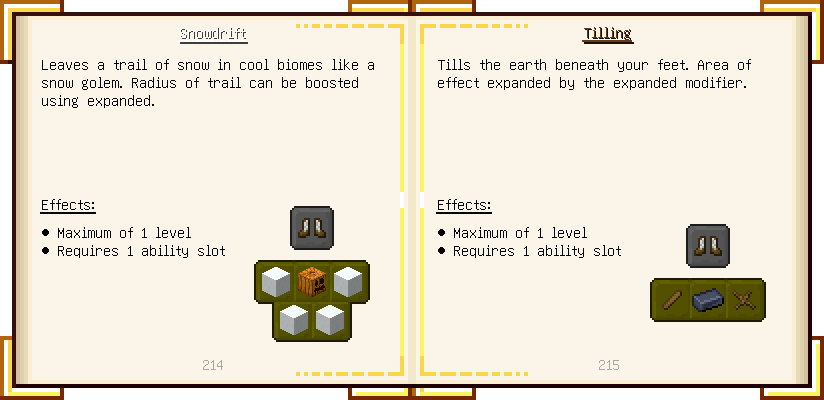 Snowdrift
Leaves a trail of snow in cool biomes like a
snow golem. Radius of trail can be boosted
using expanded.
Effects:
● Maximum of 1 level
● Requires 1 ability slot
214
Tilling
Tills the earth beneath your feet. Area of
effect expanded by the expanded modifier.
Effects:
● Maximum of 1 level
● Requires 1 ability slot
215